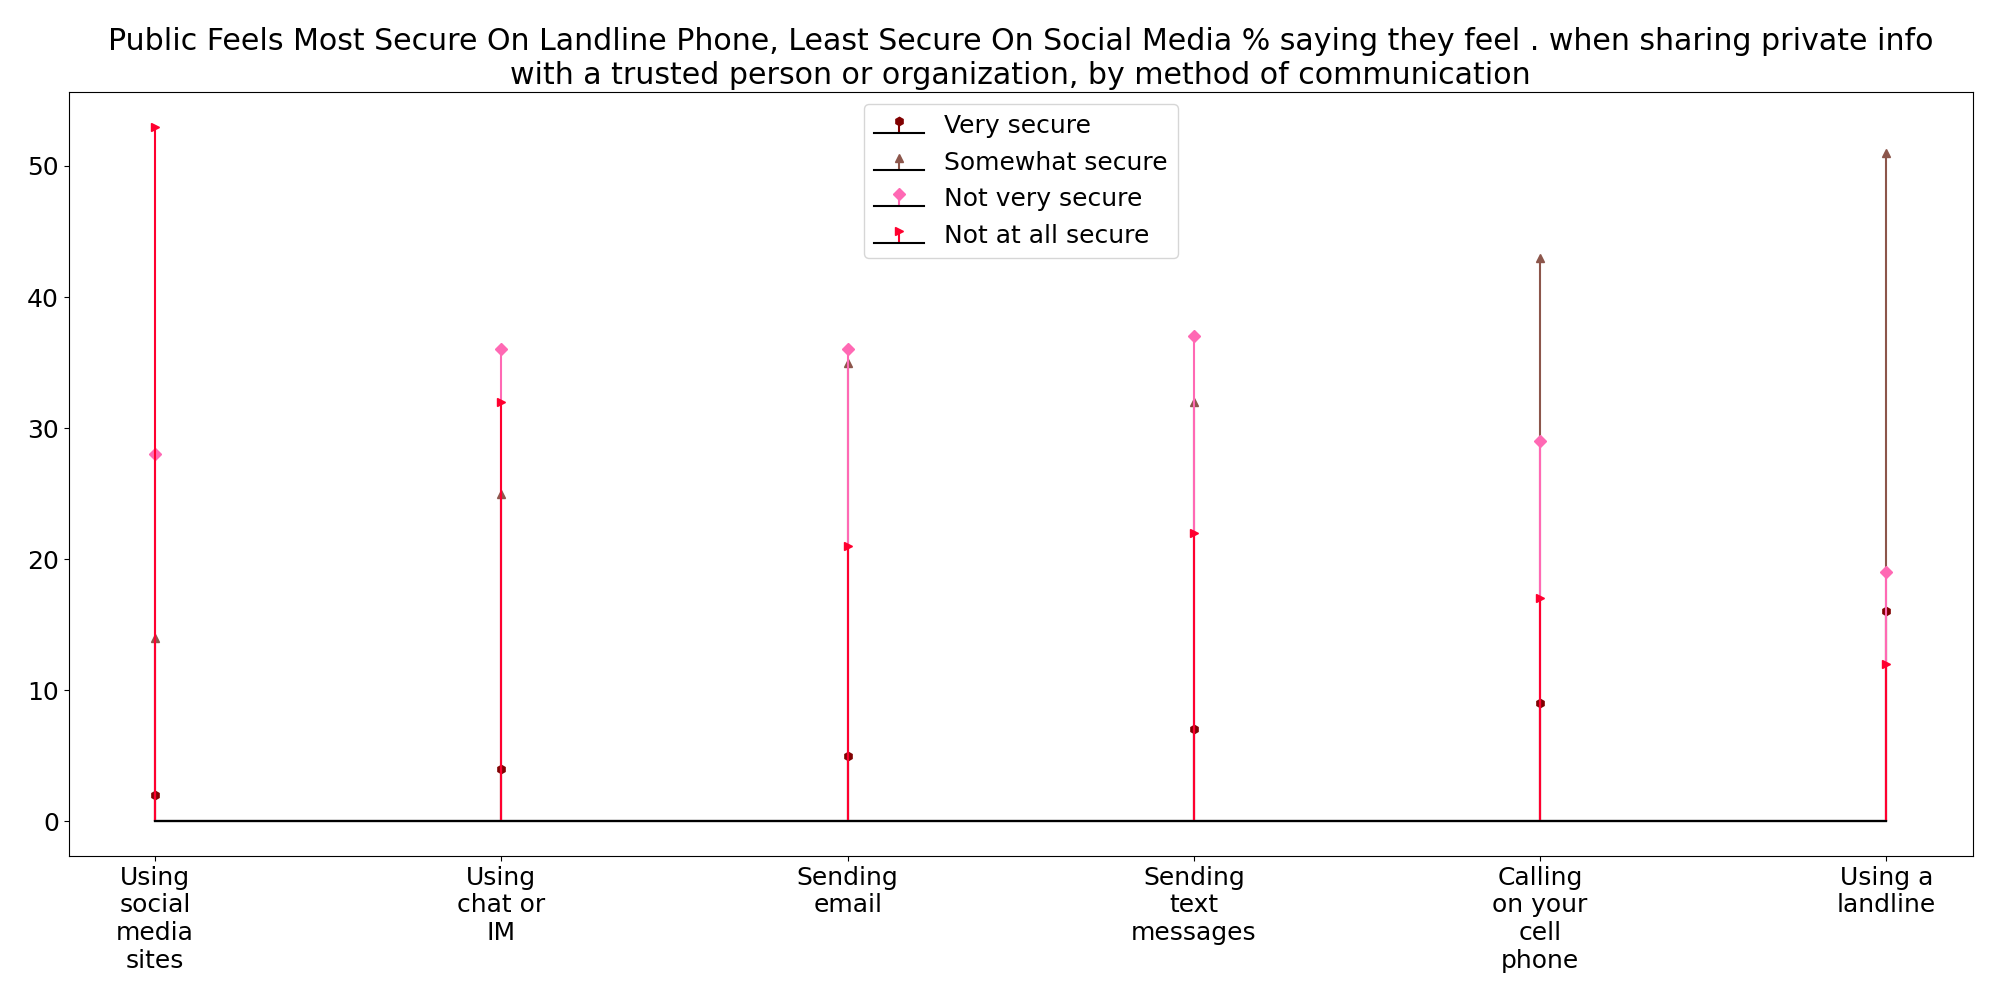 Public Feels Most Secure On Landline Phone, Least Secure On Social Media % saying they feel . when sharing private info
with a trusted person or organization, by method of communication
Very secure
Somewhat secure
Not very secure
Not at all secure
50
40
30
20
10
0
Using
social
media
sites
Using
chat or
IM
Sending
email
Sending
text
messages
Calling
on your
cell
phone
Using a
landline